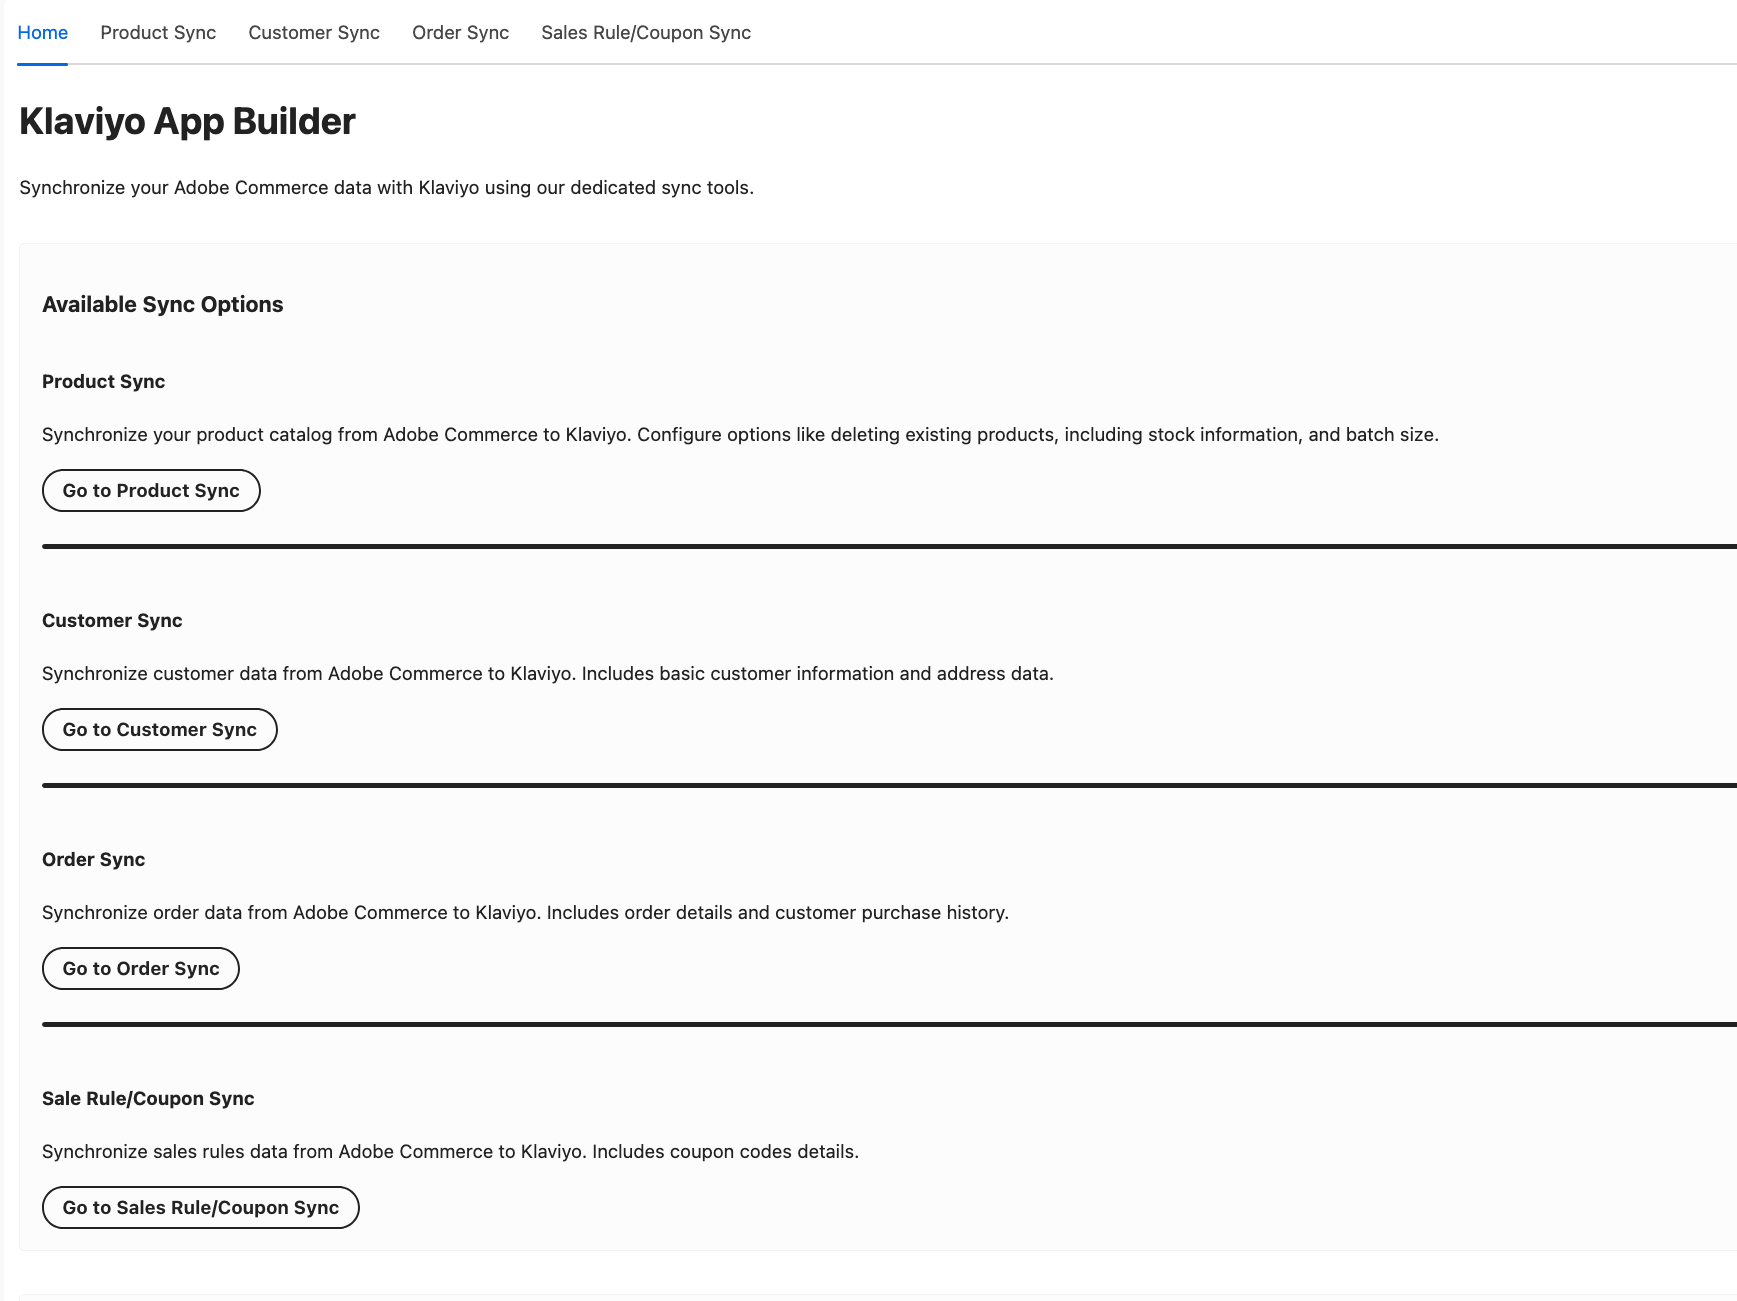 Home Product Sync Customer Sync Order Sync Sales Rule/Coupon Sync
Klaviyo App Builder
Synchronize your Adobe Commerce data with Klaviyo using our dedicated sync tools.
Available Sync Options
Product Sync
Synchronize your product catalog from Adobe Commerce to Klaviyo. Configure options like deleting existing products, including stock information, and batch size.
Go to Product Sync
Customer Sync
Synchronize customer data from Adobe Commerce to Klaviyo. Includes basic customer information and address data.
Go to Customer Sync
Order Sync
Synchronize order data from Adobe Commerce to Klaviyo. Includes order details and customer purchase history.
Go to Order Sync
Sale Rule/Coupon Sync
Synchronize sales rules data from Adobe Commerce to Klaviyo. Includes coupon codes details.
Go to Sales Rule/Coupon Sync